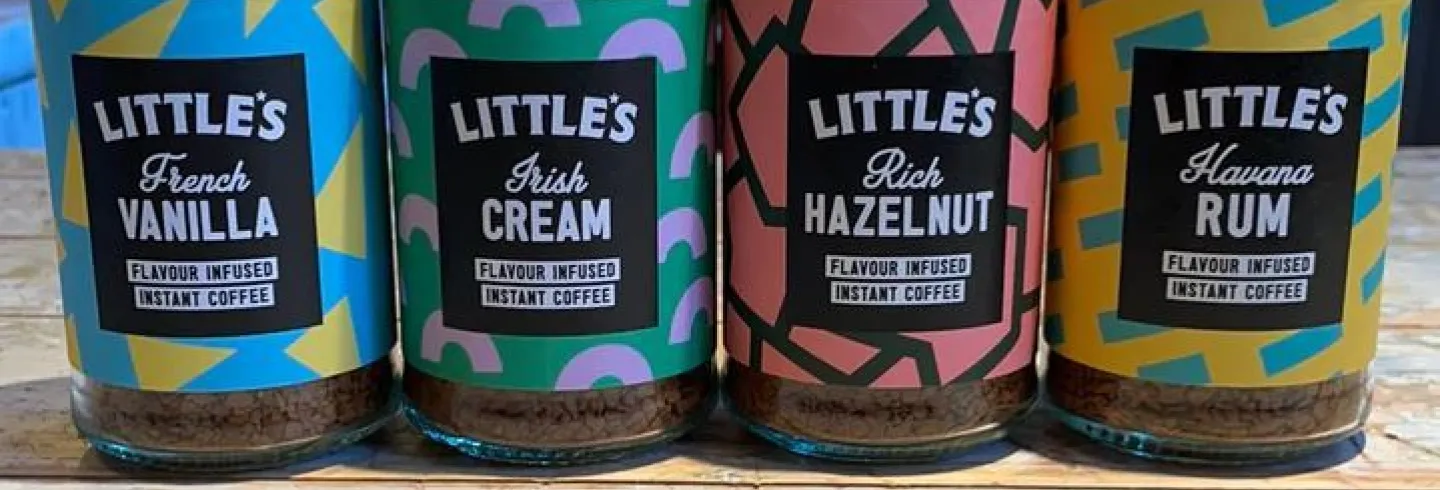 LITTLE'S
French
VANILLA
FLAVOUR INFUSED
INSTANT COFFEE
LITTLE'S
Irish
CREAM
FLAVOUR INFUSED
INSTANT COFFEE
LITTLE'S
Rich
HAZELNUT
FLAVOUR INFUSED
INSTANT COFFEE
LITTLE'S
Havana
RUM
FLAVOUR INFUSED
INSTANT COFFEE